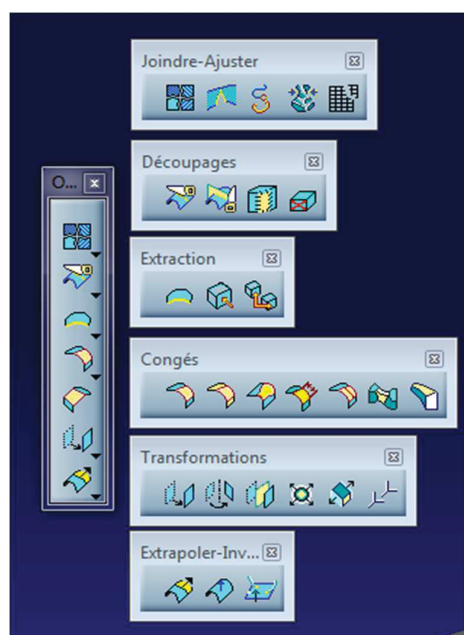 Joindre-Ajuster
Découpages
O...
Extraction
Congés
Transformations
Extrapoler-Inv...